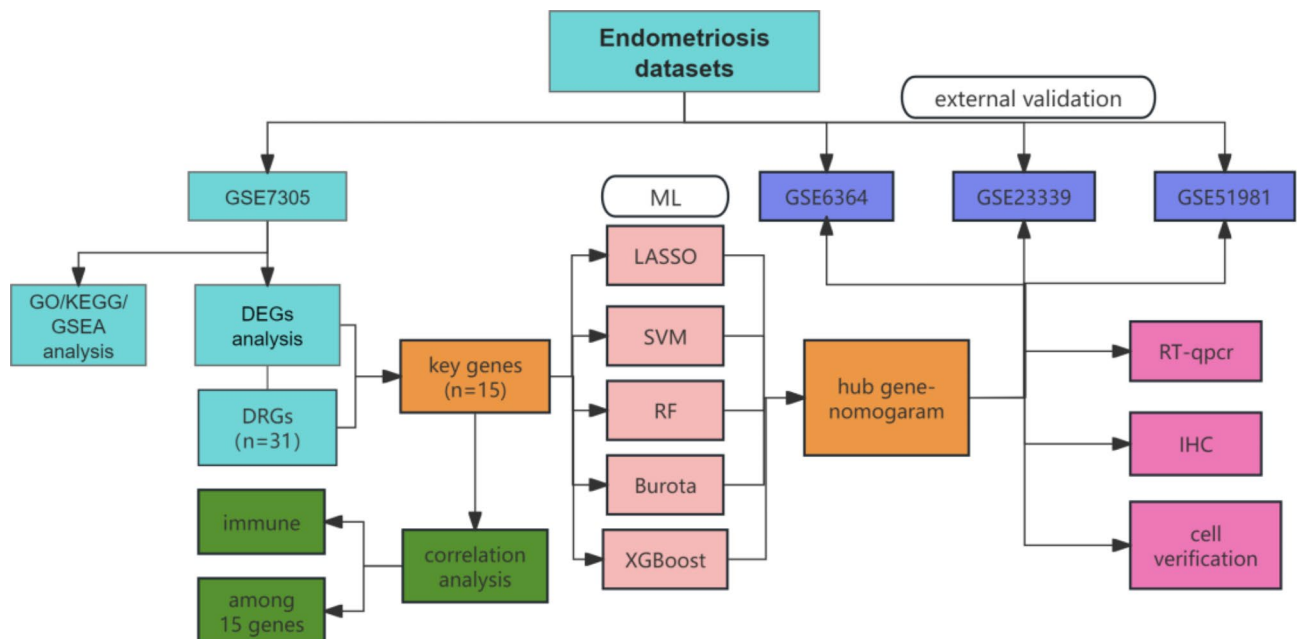 Endometriosis
datasets
external validation
GSE7305
ML
GSE6364
GSE23339
GSE51981
GO/KEGG/
GSEA
analysis
DEGs
analysis
DRGs
(n=31)
key genes
(n=15)
LASSO
SVM
RF
Burota
XGBoost
hub gene-
nomogaram
RT-qpcr
IHC
cell
verification
immune
among
15 genes
correlation
analysis